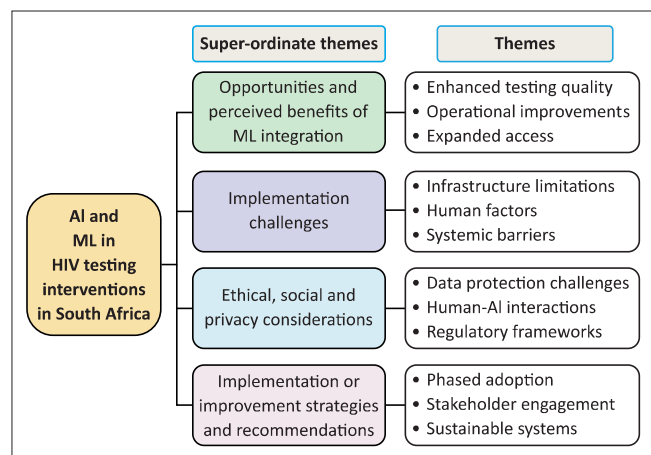 Super-ordinate themes
Themes
AI and
ML in
HIV testing
interventions
in South Africa
Opportunities and
perceived benefits of
ML integration
• Enhanced testing quality
• Operational improvements
• Expanded access
Implementation
challenges
• Infrastructure limitations
• Human factors
• Systemic barriers
Ethical, social and
privacy considerations
• Data protection challenges
• Human-AI interactions
• Regulatory frameworks
Implementation or
improvement strategies
and recommendations
• Phased adoption
• Stakeholder engagement
• Sustainable systems